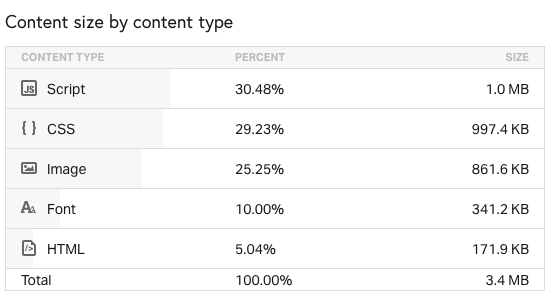 Content size by content type
CONTENT TYPE PERCENT SIZE
JS Script 30.48% 1.0 MB
{ } CSS 29.23% 997.4 KB
Image 25.25% 861.6 KB
AA Font 10.00% 341.2 KB
</> HTML 5.04% 171.9 KB
Total 100.00% 3.4 MB